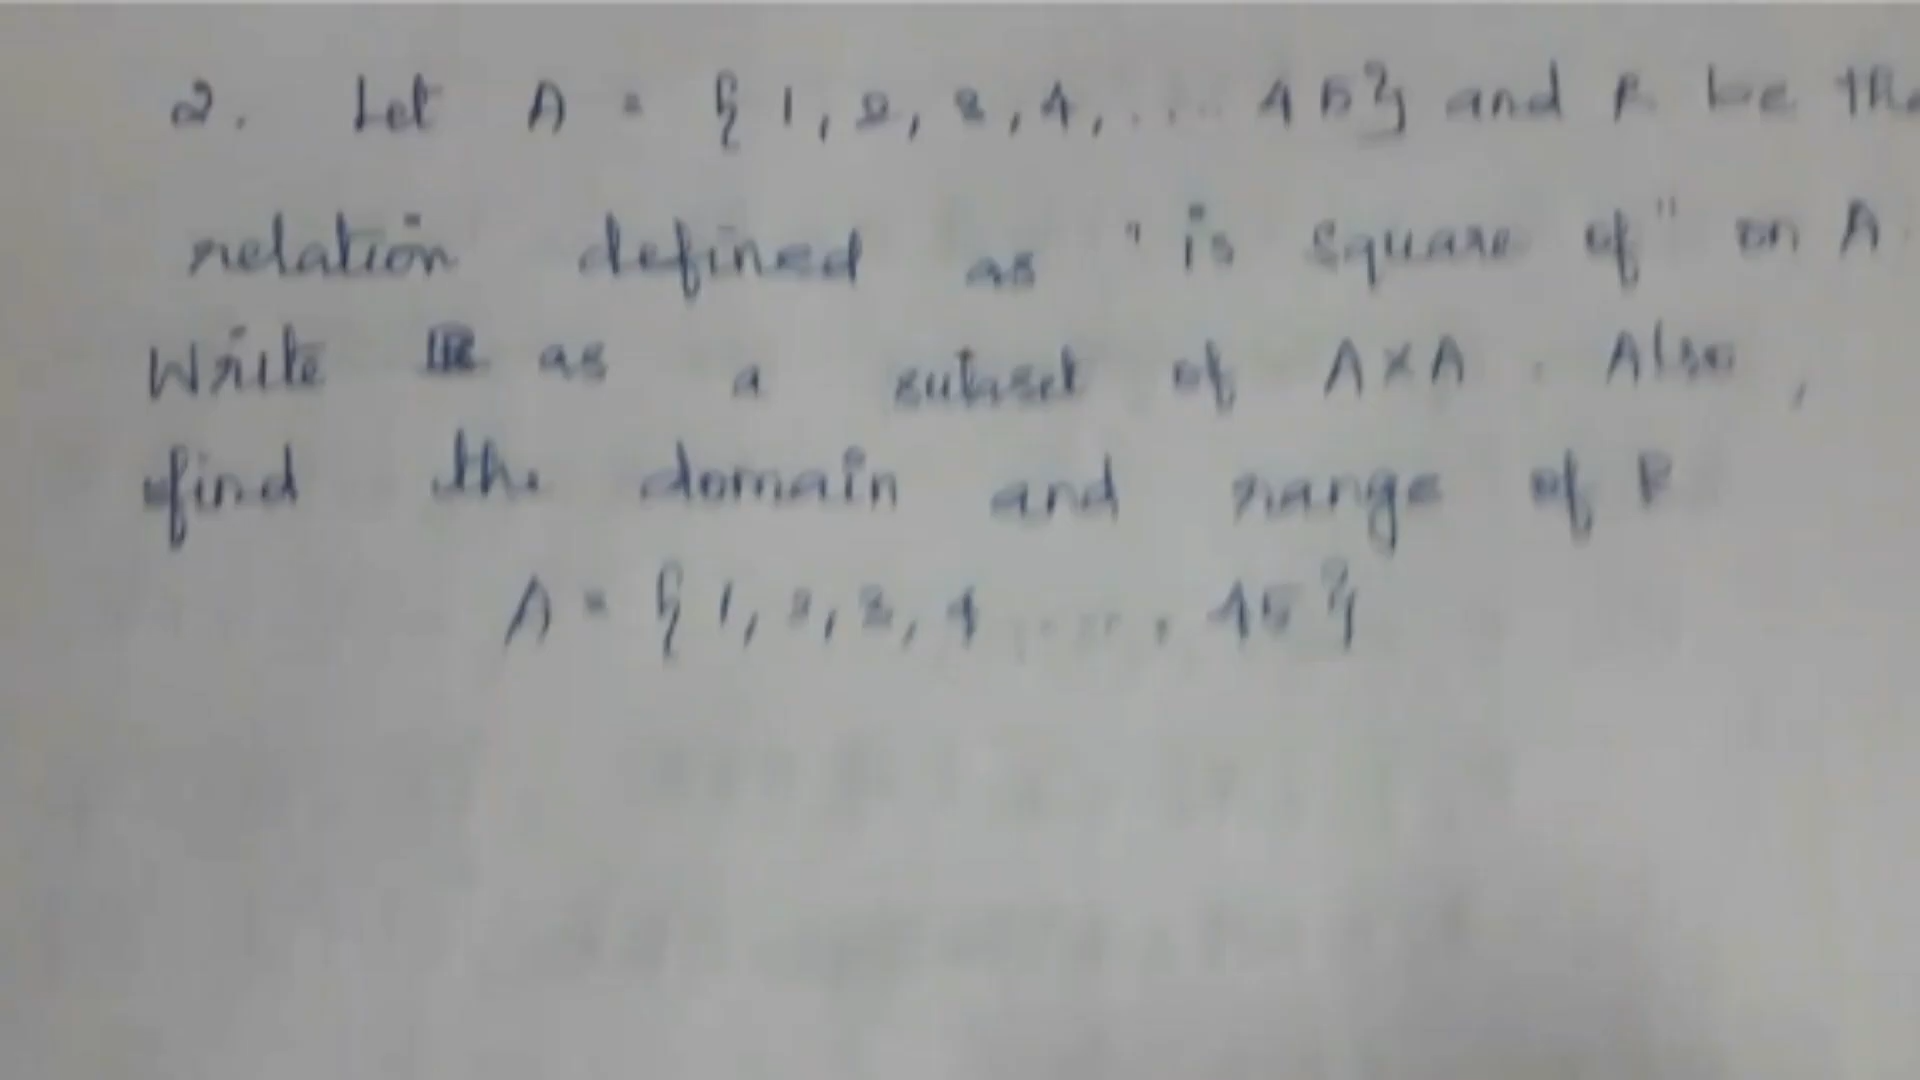 2. Let A = { 1, 2, 3, 4, .... 45} and R be the
relation defined as "is square of" on A.
Write R as a subset of A×A. Also,
find the domain and range of R
A = { 1, 2, 3, 4 ...., 45}